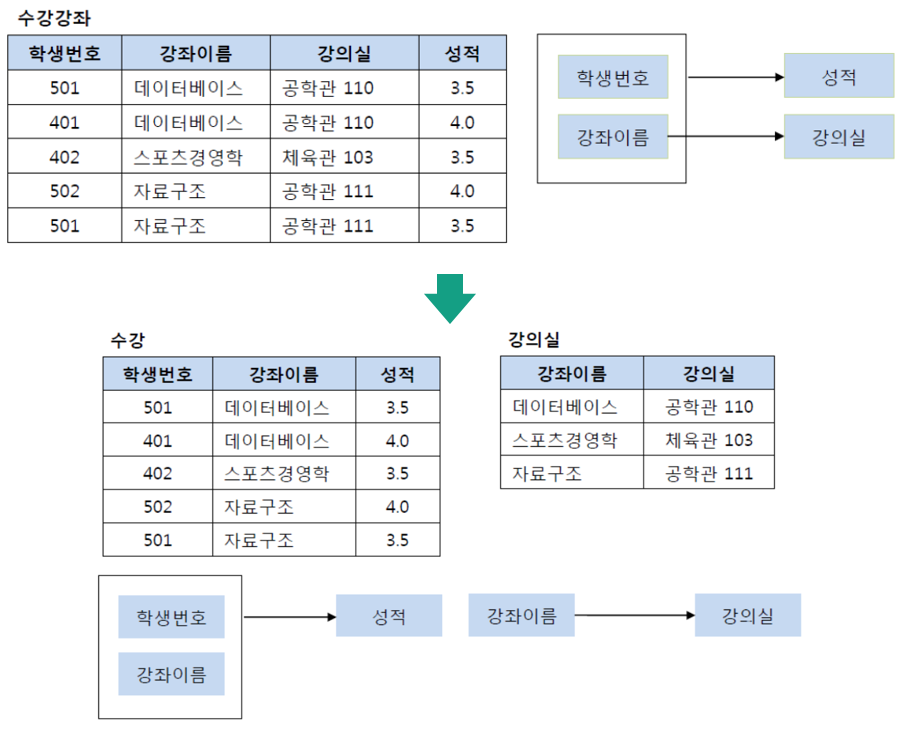 수강강좌
학생번호 강좌이름 강의실 성적
501 데이터베이스 공학관 110 3.5
401 데이터베이스 공학관 110 4.0
402 스포츠경영학 체육관 103 3.5
502 자료구조 공학관 111 4.0
501 자료구조 공학관 111 3.5
학생번호 성적
강좌이름 강의실
수강
학생번호 강좌이름 성적
501 데이터베이스 3.5
401 데이터베이스 4.0
402 스포츠경영학 3.5
502 자료구조 4.0
501 자료구조 3.5
강의실
강좌이름 강의실
데이터베이스 공학관 110
스포츠경영학 체육관 103
자료구조 공학관 111
학생번호 성적
강좌이름
강좌이름 강의실